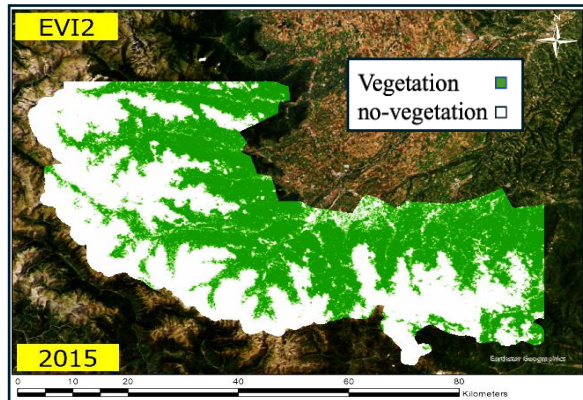 EVI2
N
Vegetation
no-vegetation
2015
Earthstar Geographics
0 10 20 40 60 80
Kilometers